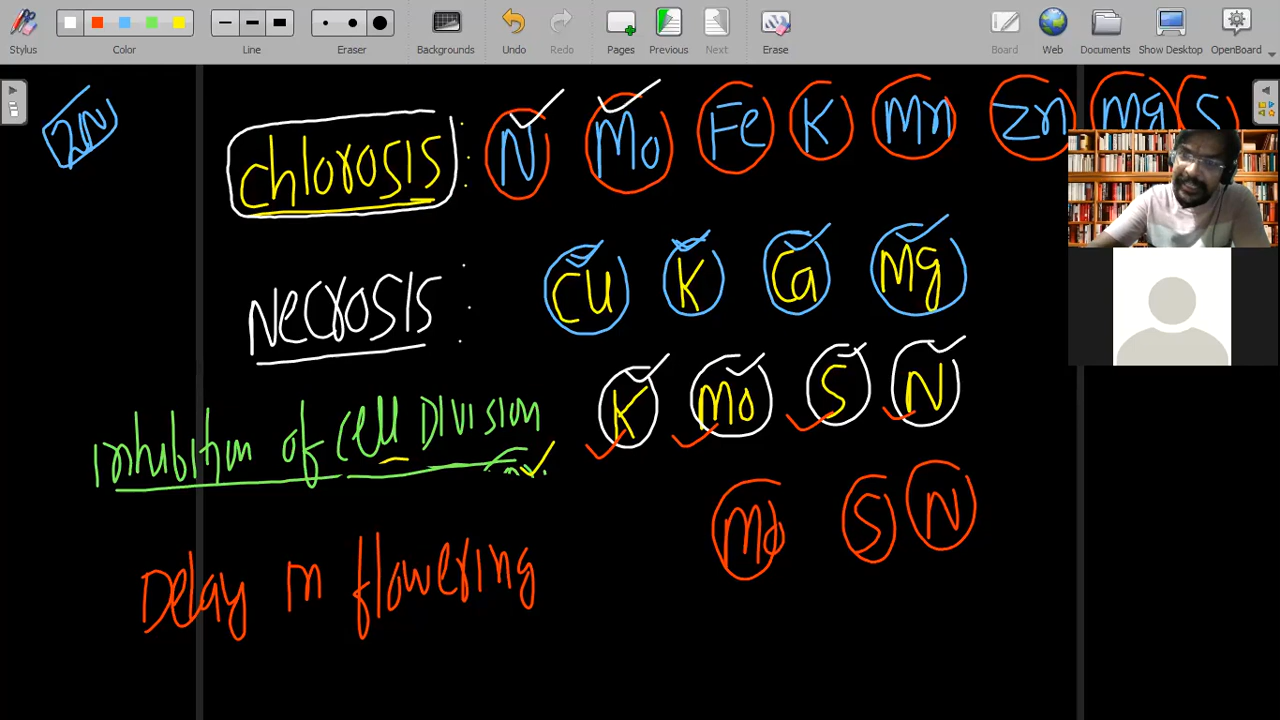 Stylus Color Line Eraser Backgrounds Undo Redo Pages Previous Next Erase Board Web Documents Show Desktop OpenBoard
2N
chlorosis : N Mo Fe K Mn Zn Mg S
Necrosis : Cu K Ca Mg
inhibition of cell Division K Mo S N
Delay in flowering Mo S N